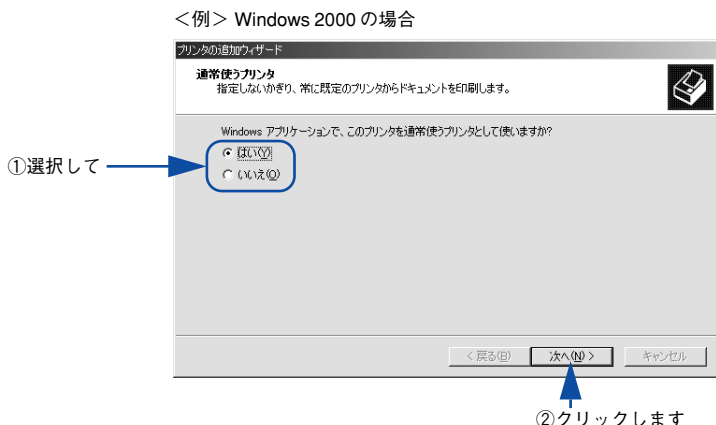 ＜例＞ Windows 2000 の場合
プリンタの追加ウィザード
通常使うプリンタ
指定しないかぎり、常に既定のプリンタからドキュメントを印刷します。
Windows アプリケーションで、このプリンタを通常使うプリンタとして使いますか?
①選択して
はい(Y)
いいえ(O)
< 戻る(B)
次へ(N) >
キャンセル
②クリックします